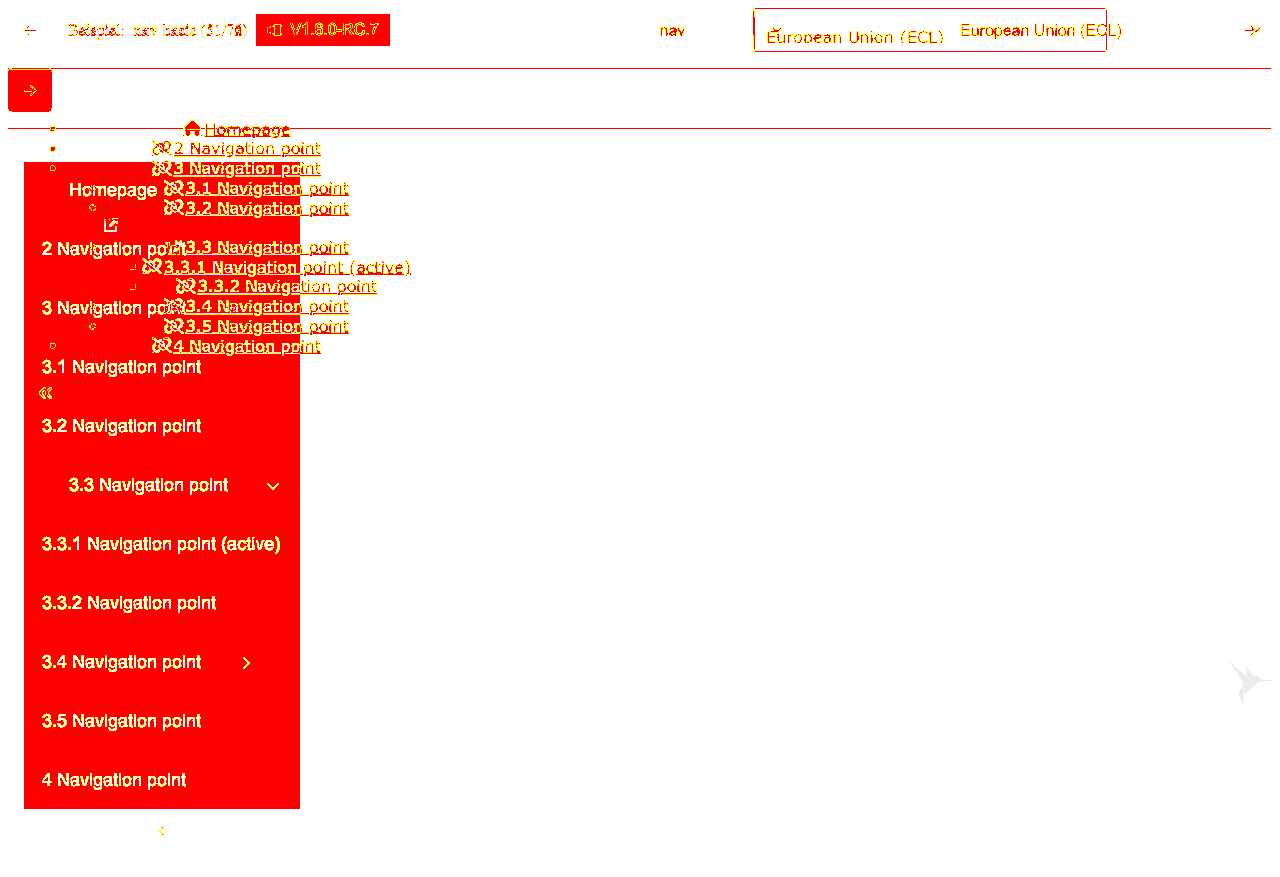 Beispiel: nav basic (51/76) V1.6.0-RC.7 nav European Union (ECL) European Union (ECL)
Homepage
2 Navigation point
3 Navigation point
3.1 Navigation point
3.2 Navigation point
3.3 Navigation point
3.3.1 Navigation point (active)
3.3.2 Navigation point
3.4 Navigation point
3.5 Navigation point
4 Navigation point
Homepage
2 Navigation point
3 Navigation point
3.1 Navigation point
3.2 Navigation point
3.3 Navigation point
3.3.1 Navigation point (active)
3.3.2 Navigation point
3.4 Navigation point
3.5 Navigation point
4 Navigation point